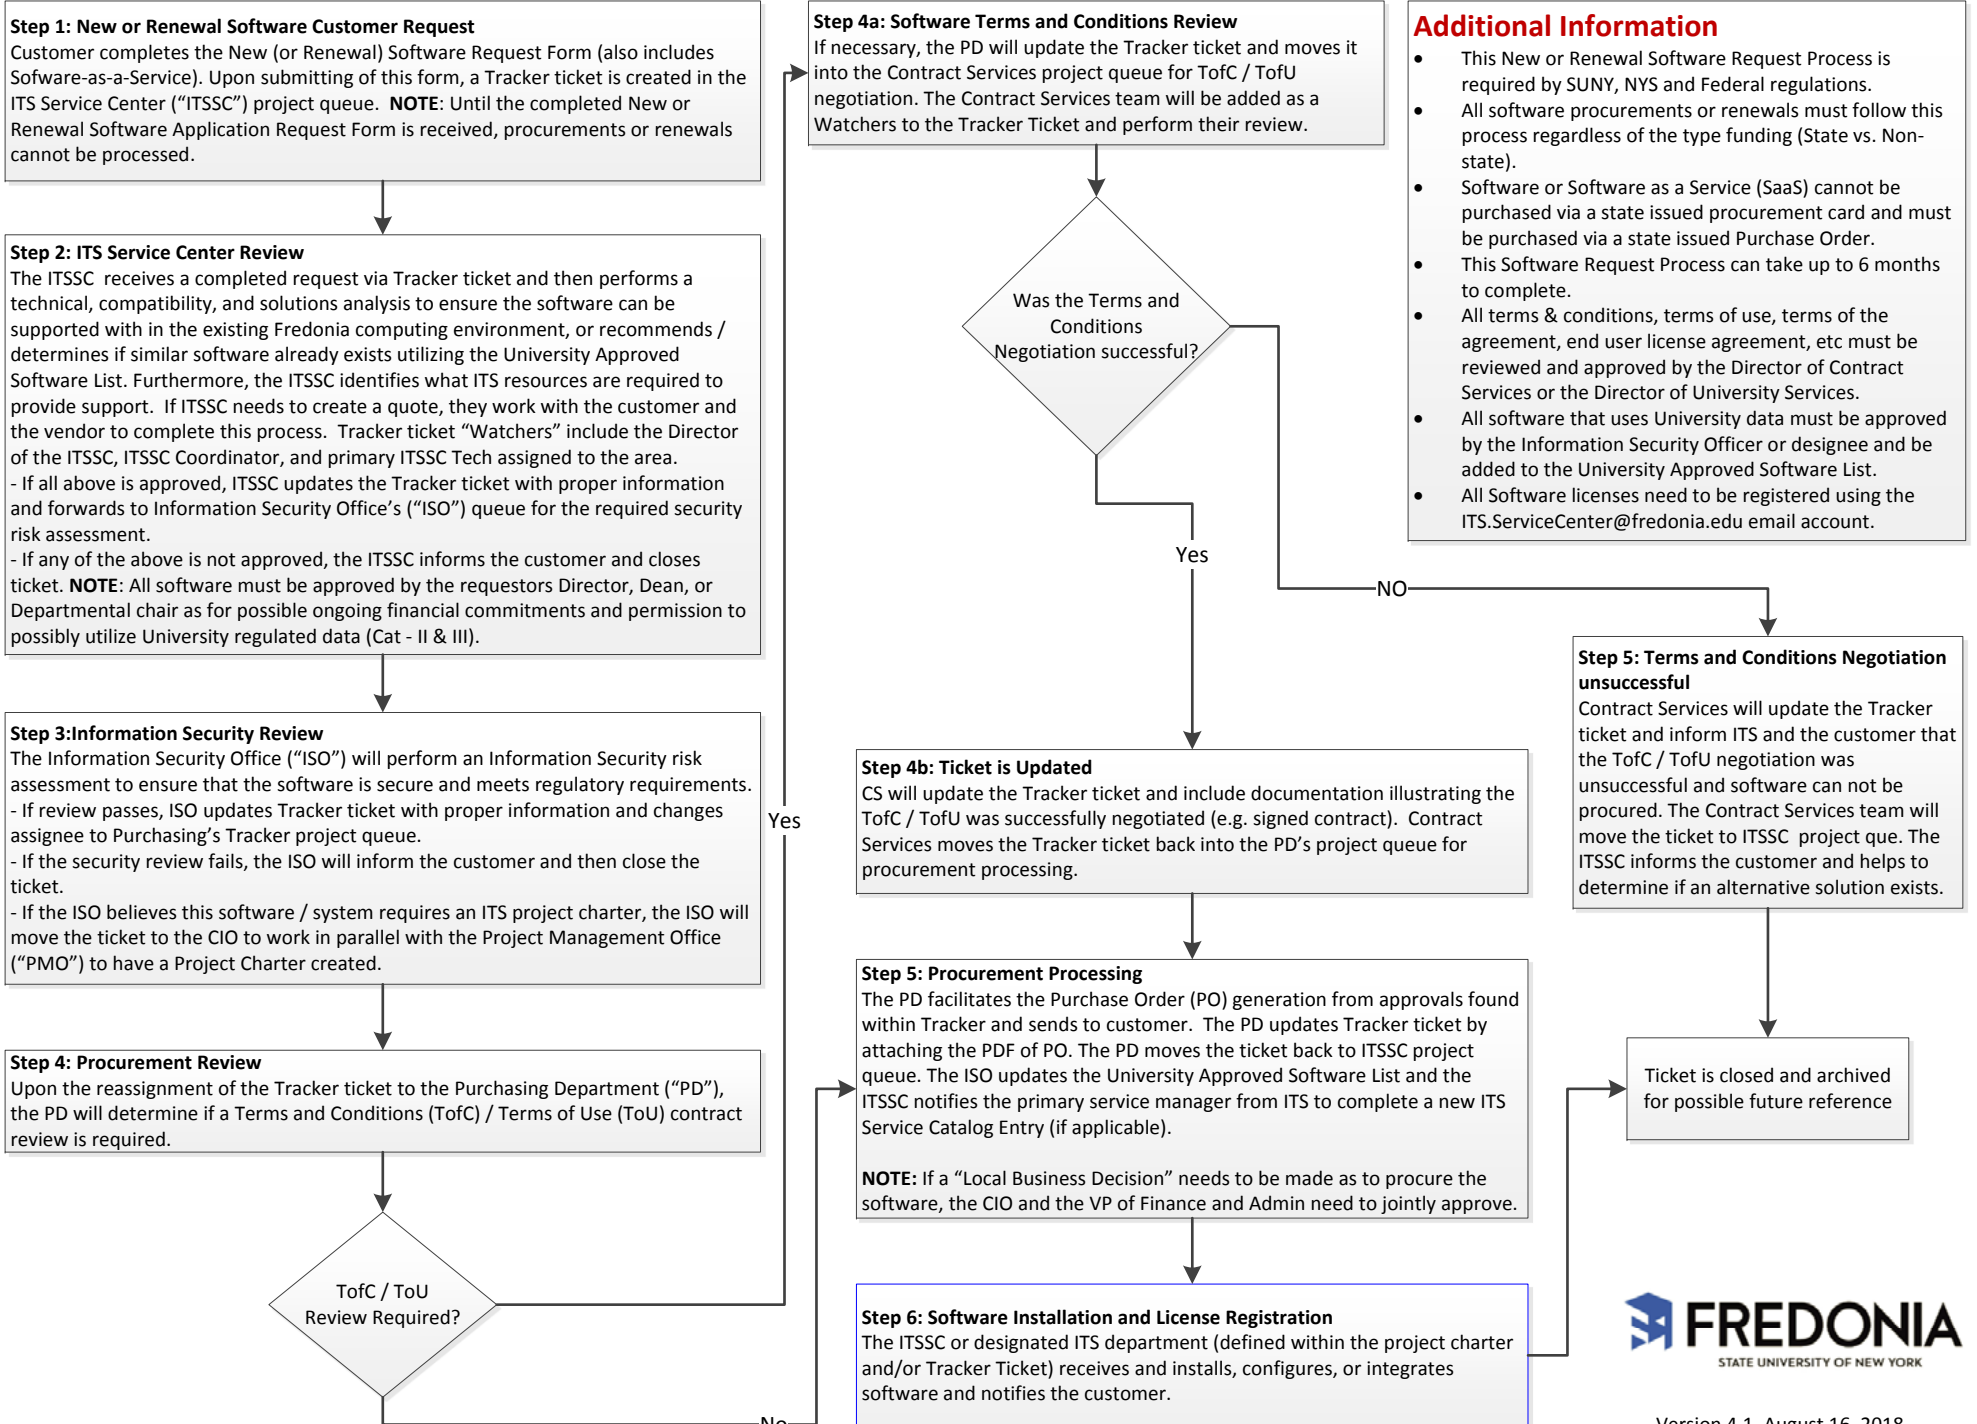 Step 1: New or Renewal Software Customer Request
Customer completes the New (or Renewal) Software Request Form (also includes
Sofware-as-a-Service). Upon submitting of this form, a Tracker ticket is created in the
ITS Service Center (“ITSSC”) project queue.  NOTE: Until the completed New or
Renewal Software Application Request Form is received, procurements or renewals
cannot be processed.
Step 2: ITS Service Center Review
The ITSSC  receives a completed request via Tracker ticket and then performs a
technical, compatibility, and solutions analysis to ensure the software can be
supported with in the existing Fredonia computing environment, or recommends /
determines if similar software already exists utilizing the University Approved
Software List. Furthermore, the ITSSC identifies what ITS resources are required to
provide support.  If ITSSC needs to create a quote, they work with the customer and
the vendor to complete this process.  Tracker ticket “Watchers” include the Director
of the ITSSC, ITSSC Coordinator, and primary ITSSC Tech assigned to the area.
- If all above is approved, ITSSC updates the Tracker ticket with proper information
and forwards to Information Security Office’s (“ISO”) queue for the required security
risk assessment.
- If any of the above is not approved, the ITSSC informs the customer and closes
ticket. NOTE: All software must be approved by the requestors Director, Dean, or
Departmental chair as for possible ongoing financial commitments and permission to
possibly utilize University regulated data (Cat - II & III).
Step 3:Information Security Review
The Information Security Office (“ISO”) will perform an Information Security risk
assessment to ensure that the software is secure and meets regulatory requirements.
- If review passes, ISO updates Tracker ticket with proper information and changes
assignee to Purchasing’s Tracker project queue.
- If the security review fails, the ISO will inform the customer and then close the
ticket.
- If the ISO believes this software / system requires an ITS project charter, the ISO will
move the ticket to the CIO to work in parallel with the Project Management Office
(“PMO”) to have a Project Charter created.
Step 4: Procurement Review
Upon the reassignment of the Tracker ticket to the Purchasing Department (“PD”),
the PD will determine if a Terms and Conditions (TofC) / Terms of Use (ToU) contract
review is required.
TofC / ToU
Review Required?
Yes
No
Step 4a: Software Terms and Conditions Review
If necessary, the PD will update the Tracker ticket and moves it
into the Contract Services project queue for TofC / TofU
negotiation. The Contract Services team will be added as a
Watchers to the Tracker Ticket and perform their review.
Was the Terms and
Conditions
Negotiation successful?
Yes
NO
Step 4b: Ticket is Updated
CS will update the Tracker ticket and include documentation illustrating the
TofC / TofU was successfully negotiated (e.g. signed contract).  Contract
Services moves the Tracker ticket back into the PD’s project queue for
procurement processing.
Step 5: Procurement Processing
The PD facilitates the Purchase Order (PO) generation from approvals found
within Tracker and sends to customer.  The PD updates Tracker ticket by
attaching the PDF of PO. The PD moves the ticket back to ITSSC project
queue. The ISO updates the University Approved Software List and the
ITSSC notifies the primary service manager from ITS to complete a new ITS
Service Catalog Entry (if applicable).
NOTE: If a “Local Business Decision” needs to be made as to procure the
software, the CIO and the VP of Finance and Admin need to jointly approve.
Step 6: Software Installation and License Registration
The ITSSC or designated ITS department (defined within the project charter
and/or Tracker Ticket) receives and installs, configures, or integrates
software and notifies the customer.
Additional Information
• This New or Renewal Software Request Process is
required by SUNY, NYS and Federal regulations.
• All software procurements or renewals must follow this
process regardless of the type funding (State vs. Non-
state).
• Software or Software as a Service (SaaS) cannot be
purchased via a state issued procurement card and must
be purchased via a state issued Purchase Order.
• This Software Request Process can take up to 6 months
to complete.
• All terms & conditions, terms of use, terms of the
agreement, end user license agreement, etc must be
reviewed and approved by the Director of Contract
Services or the Director of University Services.
• All software that uses University data must be approved
by the Information Security Officer or designee and be
added to the University Approved Software List.
• All Software licenses need to be registered using the
ITS.ServiceCenter@fredonia.edu email account.
Step 5: Terms and Conditions Negotiation
unsuccessful
Contract Services will update the Tracker
ticket and inform ITS and the customer that
the TofC / TofU negotiation was
unsuccessful and software can not be
procured. The Contract Services team will
move the ticket to ITSSC  project que. The
ITSSC informs the customer and helps to
determine if an alternative solution exists.
Ticket is closed and archived
for possible future reference
FREDONIA
STATE UNIVERSITY OF NEW YORK
Version 4.1, August 16, 2018